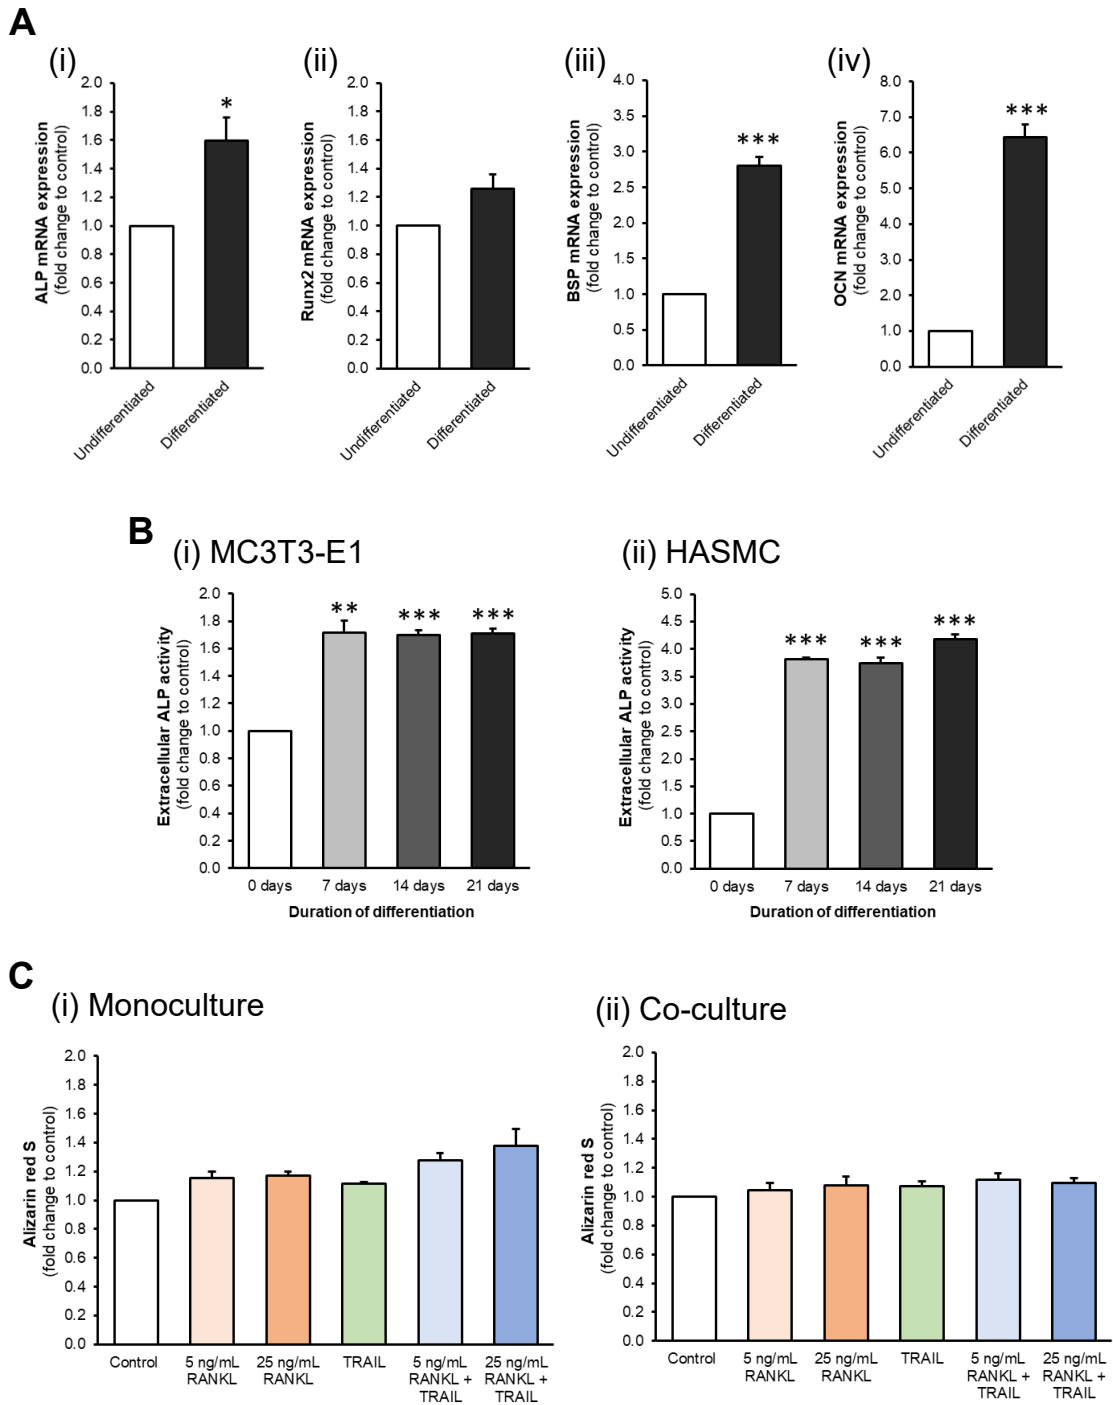 A
(i)
(ii)
(iii)
(iv)
ALP mRNA expression
(fold change to control)
2.0
1.8
1.6
1.4
1.2
1.0
0.8
0.6
0.4
0.2
0.0
*
Undifferentiated
Differentiated
Runx2 mRNA expression
(fold change to control)
2.0
1.8
1.6
1.4
1.2
1.0
0.8
0.6
0.4
0.2
0.0
Undifferentiated
Differentiated
BSP mRNA expression
(fold change to control)
4.0
3.5
3.0
2.5
2.0
1.5
1.0
0.5
0.0
***
Undifferentiated
Differentiated
OCN mRNA expression
(fold change to control)
8.0
7.0
6.0
5.0
4.0
3.0
2.0
1.0
0.0
***
Undifferentiated
Differentiated
B
(i) MC3T3-E1
Extracellular ALP activity
(fold change to control)
2.0
1.8
1.6
1.4
1.2
1.0
0.8
0.6
0.4
0.2
0.0
** *** ***
0 days 7 days 14 days 21 days
Duration of differentiation
(ii) HASMC
Extracellular ALP activity
(fold change to control)
5.0
4.5
4.0
3.5
3.0
2.5
2.0
1.5
1.0
0.5
0.0
*** *** ***
0 days 7 days 14 days 21 days
Duration of differentiation
C
(i) Monoculture
Alizarin red S
(fold change to control)
2.0
1.8
1.6
1.4
1.2
1.0
0.8
0.6
0.4
0.2
0.0
Control
5 ng/mL
RANKL
25 ng/mL
RANKL
TRAIL
5 ng/mL
RANKL +
TRAIL
25 ng/mL
RANKL +
TRAIL
(ii) Co-culture
Alizarin red S
(fold change to control)
2.0
1.8
1.6
1.4
1.2
1.0
0.8
0.6
0.4
0.2
0.0
Control
5 ng/mL
RANKL
25 ng/mL
RANKL
TRAIL
5 ng/mL
RANKL +
TRAIL
25 ng/mL
RANKL +
TRAIL